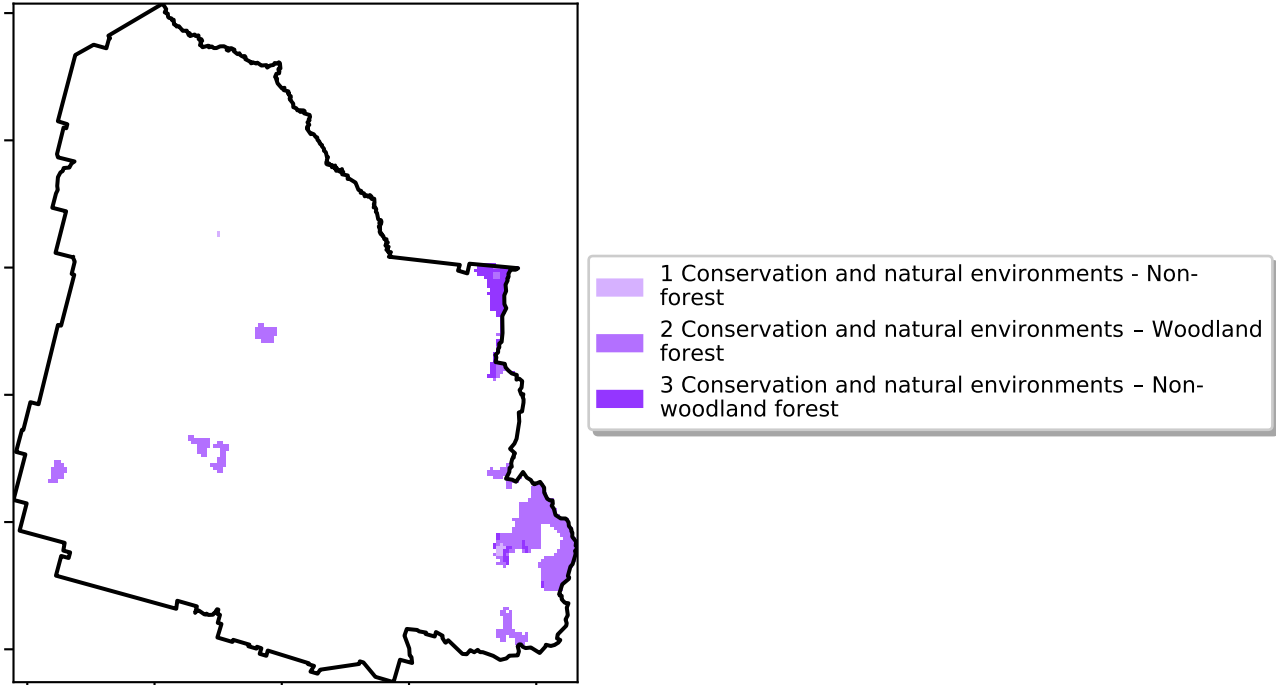 1 Conservation and natural environments - Non-
forest
2 Conservation and natural environments – Woodland
forest
3 Conservation and natural environments – Non-
woodland forest